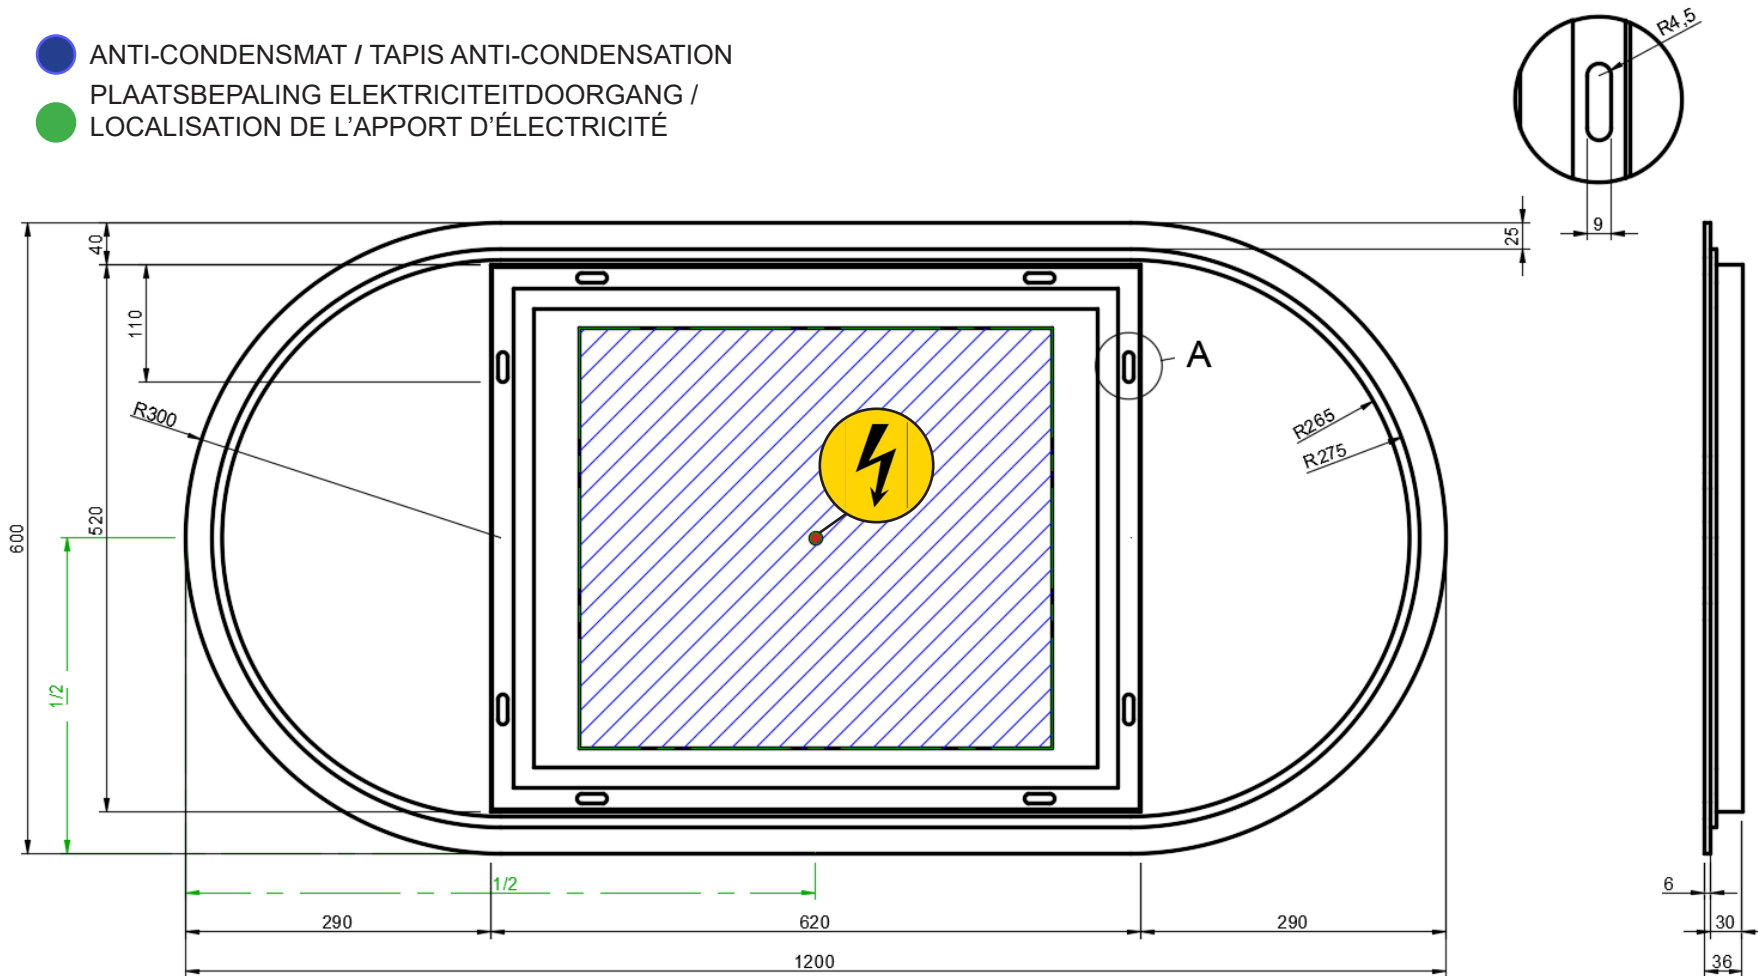 ANTI-CONDENSMAT / TAPIS ANTI-CONDENSATION
PLAATSBEPALING ELEKTRICITEITDOORGANG /
LOCALISATION DE L'APPORT D'ÉLECTRICITÉ
R4,5
9
25
40
110
A
R300
R265
R275
520
600
1/2
1/2
6
290
620
290
30
1200
36